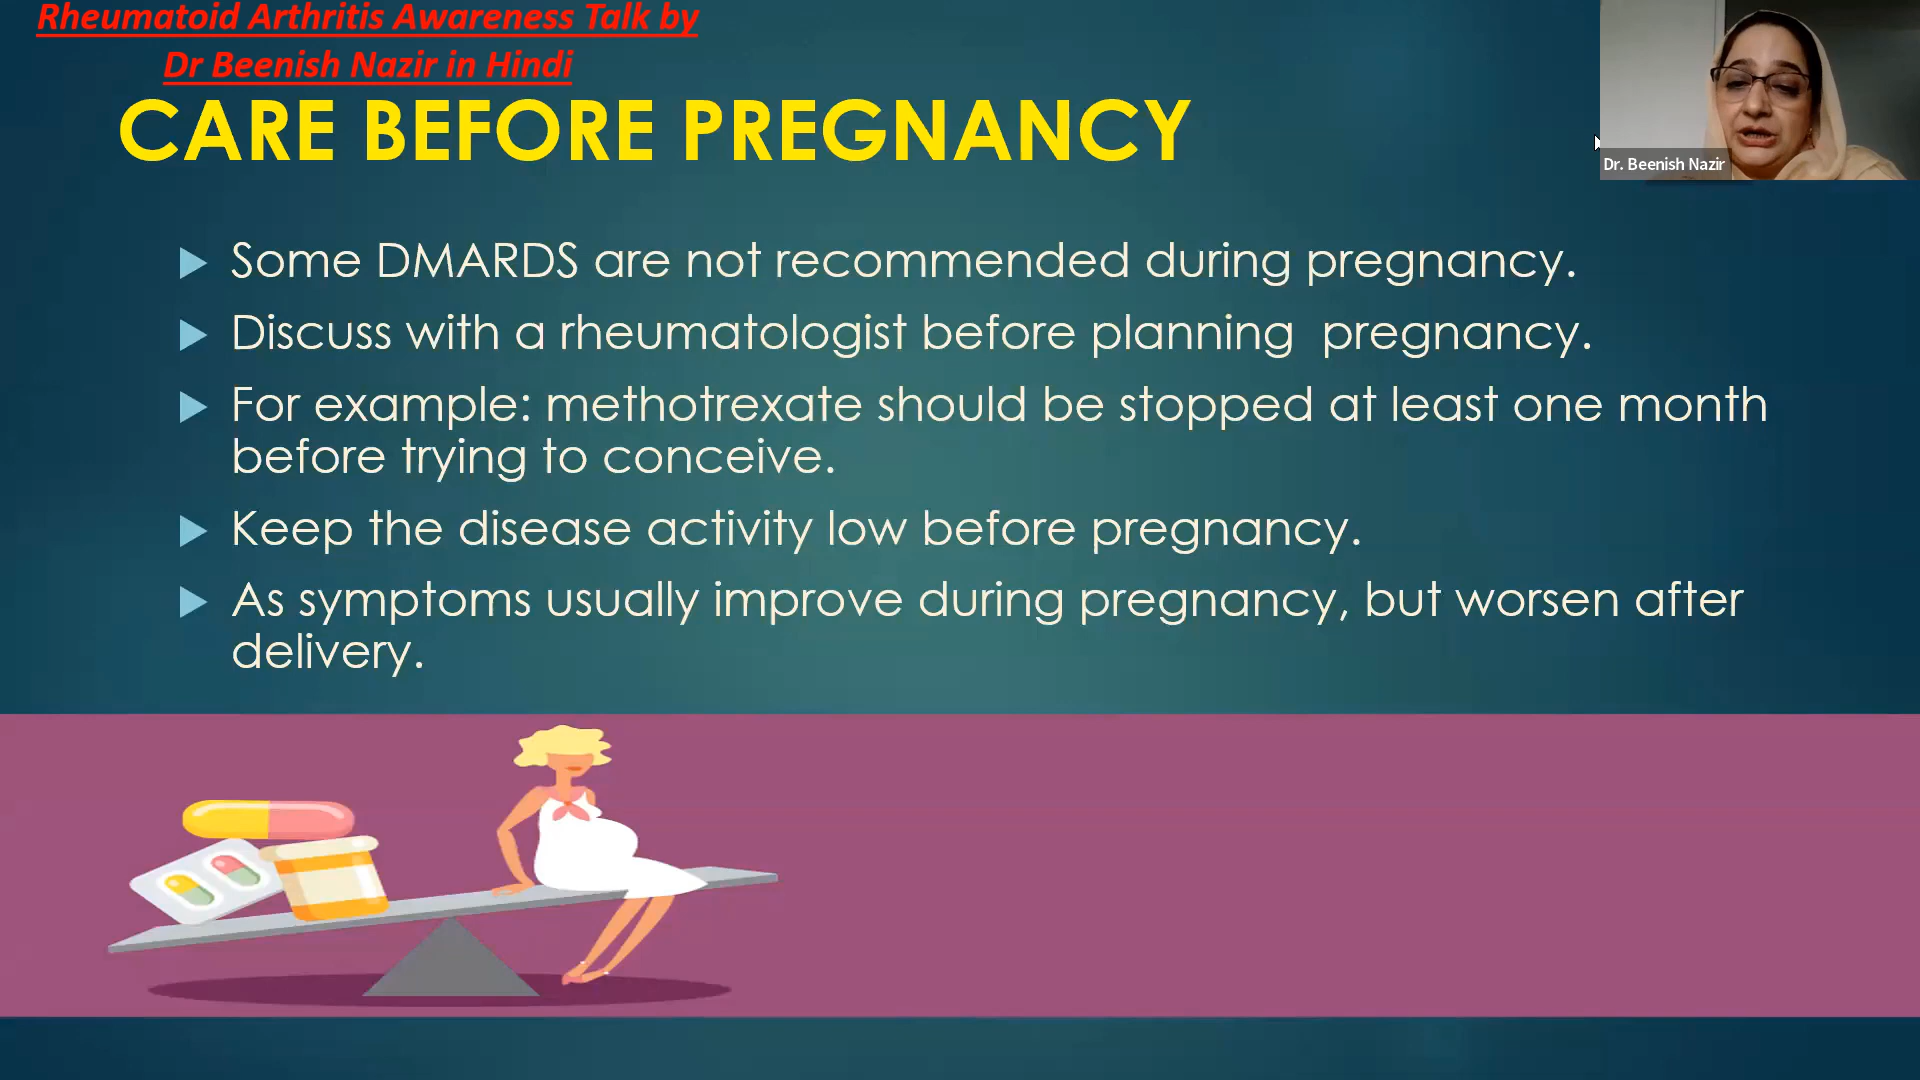 Rheumatoid Arthritis Awareness Talk by
Dr Beenish Nazir in Hindi
CARE BEFORE PREGNANCY
Dr. Beenish Nazir
Some DMARDS are not recommended during pregnancy.
Discuss with a rheumatologist before planning  pregnancy.
For example: methotrexate should be stopped at least one month
before trying to conceive.
Keep the disease activity low before pregnancy.
As symptoms usually improve during pregnancy, but worsen after
delivery.